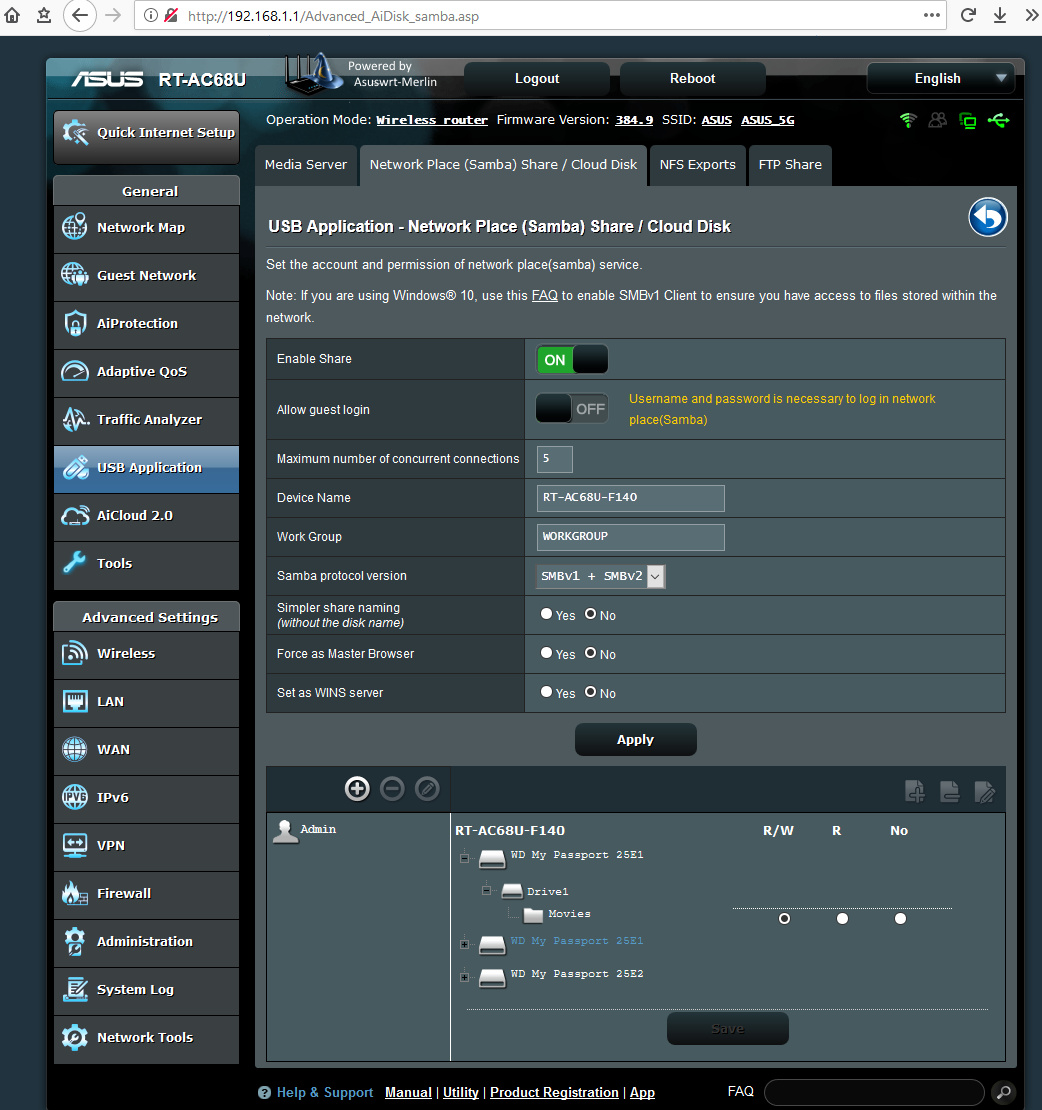 http://192.168.1.1/Advanced_AiDisk_samba.asp
ASUS RT-AC68U
Powered by
Asuswrt-Merlin
Logout
Reboot
English
Quick Internet Setup
Operation Mode: Wireless router Firmware Version: 384.9 SSID: ASUS ASUS_5G
Media Server
Network Place (Samba) Share / Cloud Disk
NFS Exports
FTP Share
General
Network Map
Guest Network
AiProtection
Adaptive QoS
Traffic Analyzer
USB Application
AiCloud 2.0
Tools
Advanced Settings
Wireless
LAN
WAN
IPv6
VPN
Firewall
Administration
System Log
Network Tools
USB Application - Network Place (Samba) Share / Cloud Disk
Set the account and permission of network place(samba) service.
Note: If you are using Windows® 10, use this FAQ to enable SMBv1 Client to ensure you have access to files stored within the
network.
Enable Share
ON
Allow guest login
OFF
Username and password is necessary to log in network
place(Samba)
Maximum number of concurrent connections
5
Device Name
RT-AC68U-F140
Work Group
WORKGROUP
Samba protocol version
SMBv1 + SMBv2
Simpler share naming
(without the disk name)
Yes No
Force as Master Browser
Yes No
Set as WINS server
Yes No
Apply
Admin
RT-AC68U-F140
R/W R No
WD My Passport 25E1
Drive1
Movies
WD My Passport 25E1
WD My Passport 25E2
Save
Help & Support Manual | Utility | Product Registration | App
FAQ